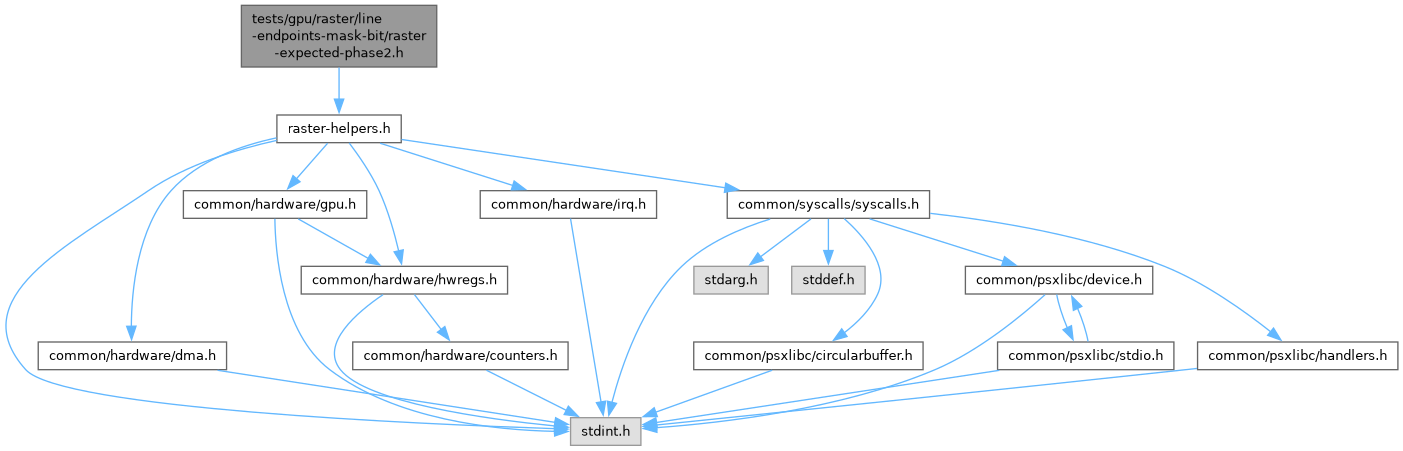 tests/gpu/raster/line
-endpoints-mask-bit/raster
-expected-phase2.h
raster-helpers.h
common/hardware/gpu.h
common/hardware/irq.h
common/syscalls/syscalls.h
common/hardware/hwregs.h
stdarg.h
stddef.h
common/psxlibc/device.h
common/hardware/dma.h
common/hardware/counters.h
common/psxlibc/circularbuffer.h
common/psxlibc/stdio.h
common/psxlibc/handlers.h
stdint.h